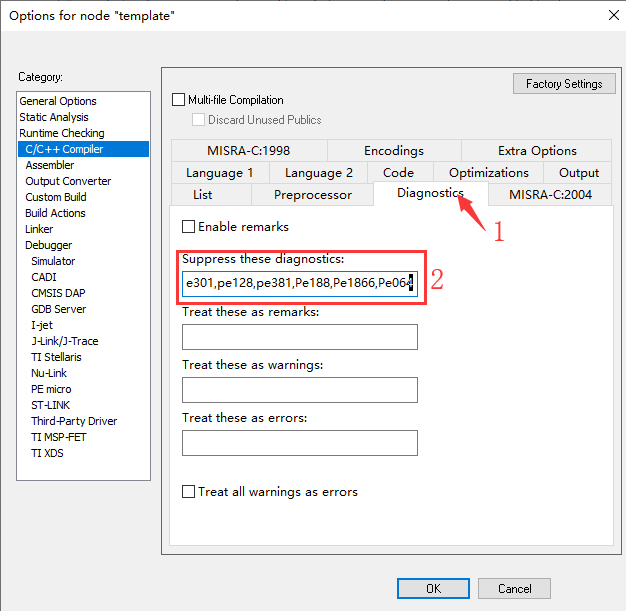 Options for node "template"
Category:
Factory Settings
General Options
Static Analysis
Runtime Checking
C/C++ Compiler
Assembler
Output Converter
Custom Build
Build Actions
Linker
Debugger
Simulator
CADI
CMSIS DAP
GDB Server
I-jet
J-Link/J-Trace
TI Stellaris
Nu-Link
PE micro
ST-LINK
Third-Party Driver
TI MSP-FET
TI XDS
Multi-file Compilation
Discard Unused Publics
MISRA-C:1998 Encodings Extra Options
Language 1 Language 2 Code Optimizations Output
List Preprocessor Diagnostics MISRA-C:2004
1
Enable remarks
Suppress these diagnostics:
e301,pe128,pe381,Pe188,Pe1866,Pe064
2
Treat these as remarks:
Treat these as warnings:
Treat these as errors:
Treat all warnings as errors
OK Cancel